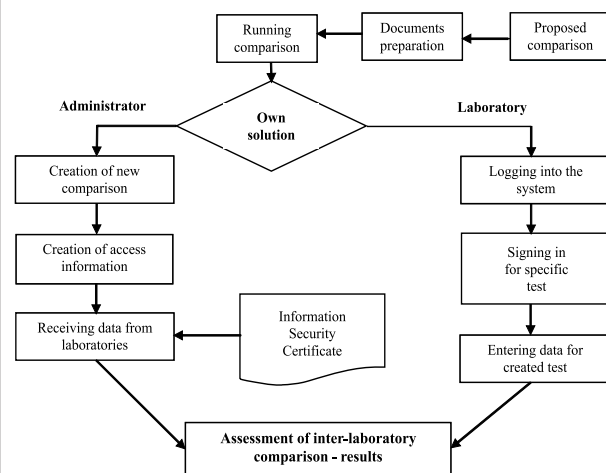 Running
comparison
Documents
preparation
Proposed
comparison
Administrator
Own
solution
Laboratory
Creation of new
comparison
Logging into the
system
Creation of access
information
Signing in
for specific
test
Receiving data from
laboratories
Information
Security
Certificate
Entering data for
created test
Assessment of inter-laboratory
comparison - results